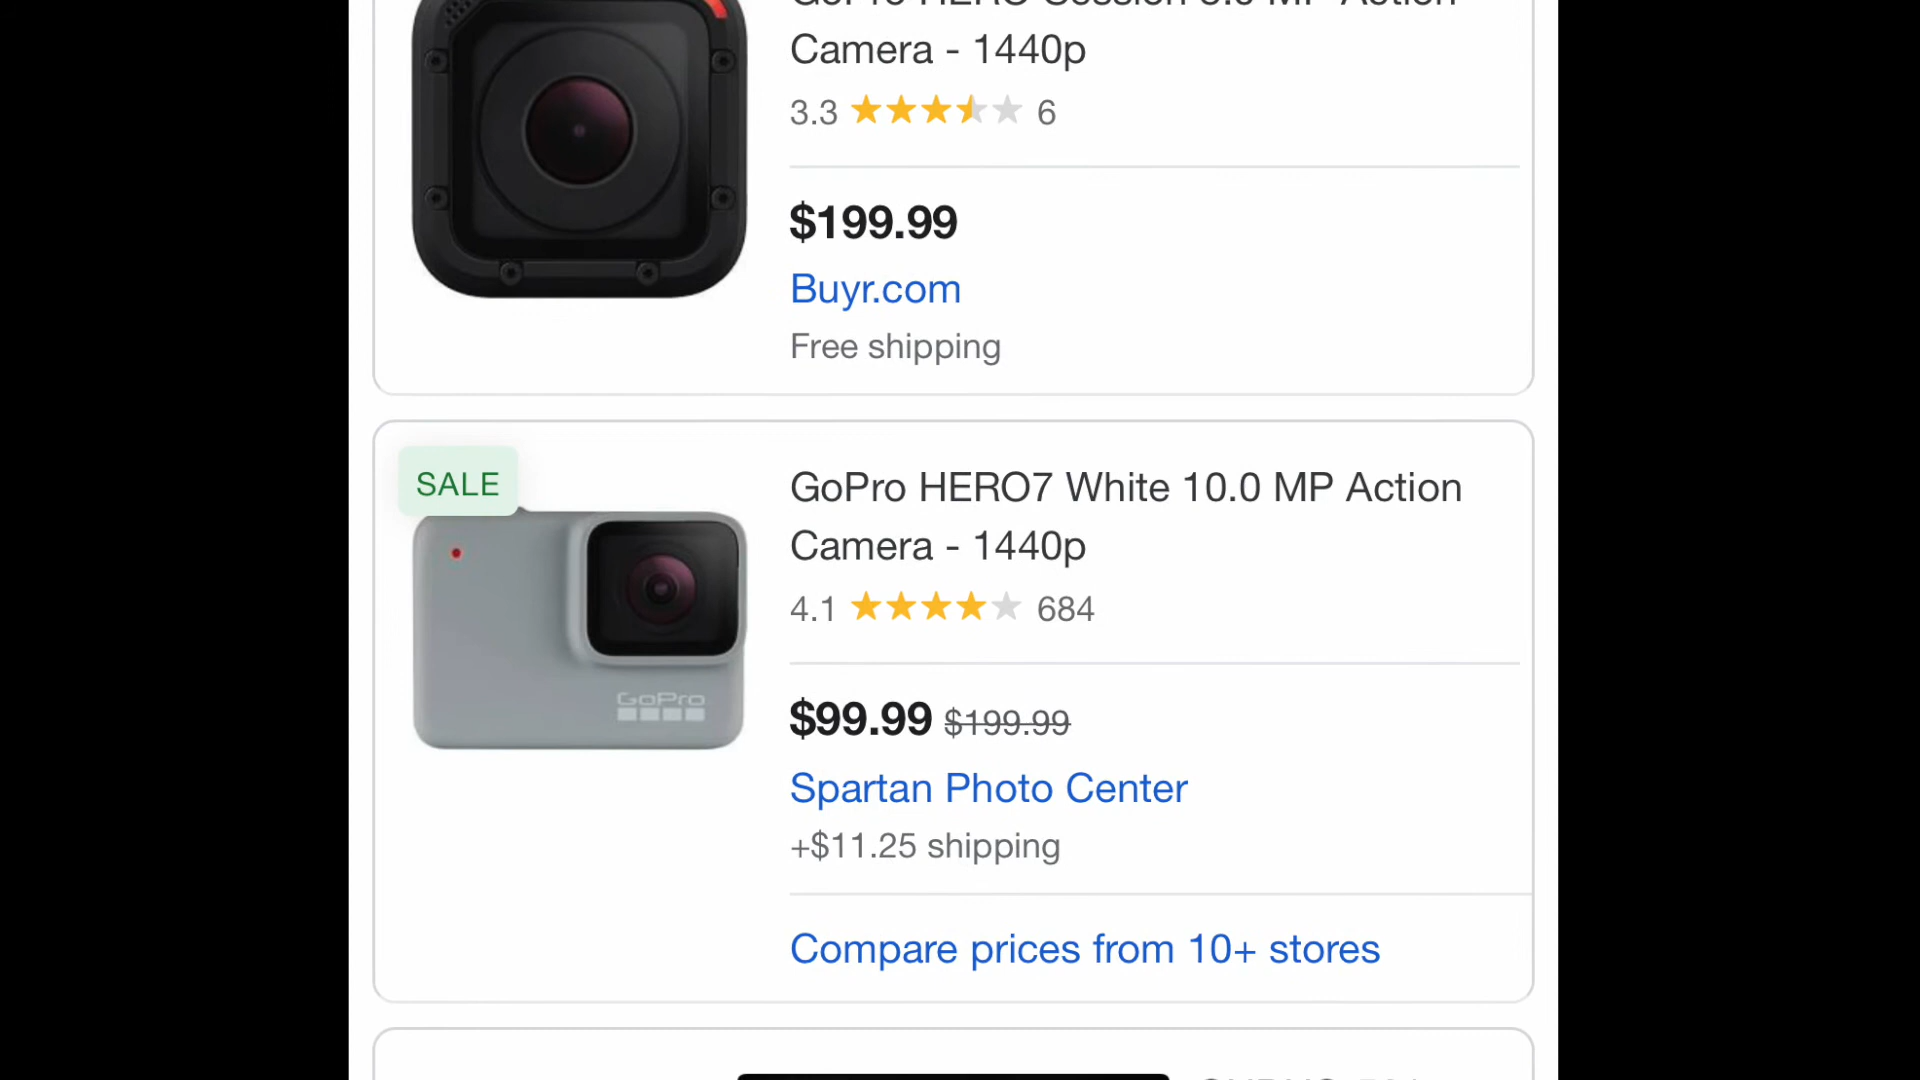 Camera - 1440p
3.3 6
$199.99
Buyr.com
Free shipping
SALE
GoPro HERO7 White 10.0 MP Action
Camera - 1440p
4.1 684
GoPro
$99.99 $199.99
Spartan Photo Center
+$11.25 shipping
Compare prices from 10+ stores